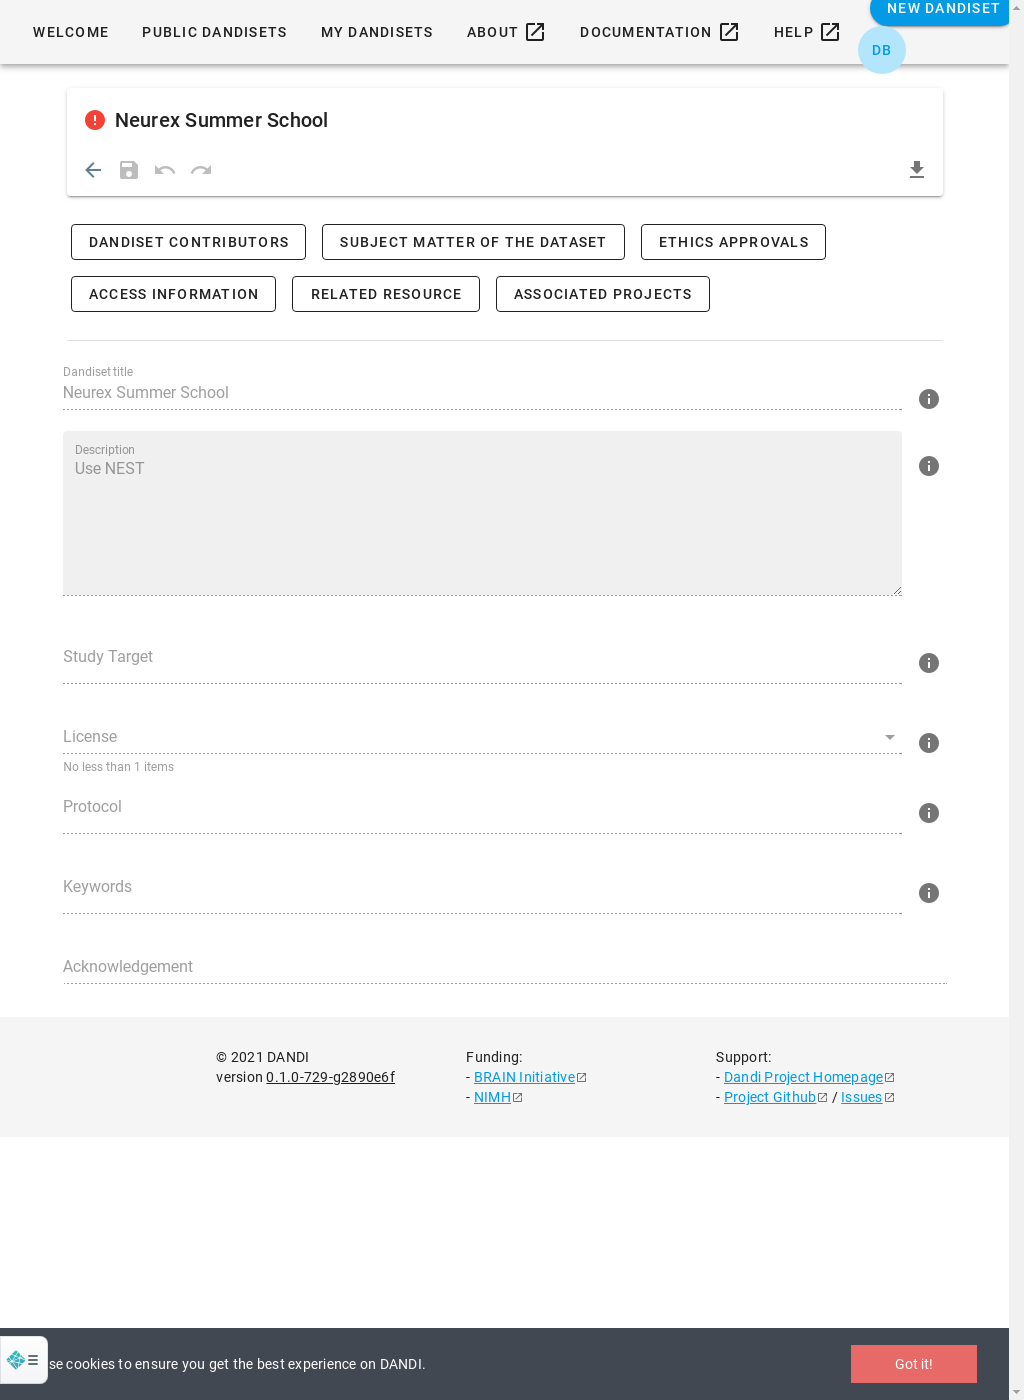 WELCOME
PUBLIC DANDISETS
MY DANDISETS
ABOUT
DOCUMENTATION
HELP
NEW DANDISET
DB
Neurex Summer School
DANDISET CONTRIBUTORS
SUBJECT MATTER OF THE DATASET
ETHICS APPROVALS
ACCESS INFORMATION
RELATED RESOURCE
ASSOCIATED PROJECTS
Dandiset title
Neurex Summer School
Description
Use NEST
Study Target
License
No less than 1 items
Protocol
Keywords
Acknowledgement
© 2021 DANDI
version 0.1.0-729-g2890e6f
Funding:
- BRAIN Initiative
- NIMH
Support:
- Dandi Project Homepage
- Project Github / Issues
se cookies to ensure you get the best experience on DANDI.
Got it!